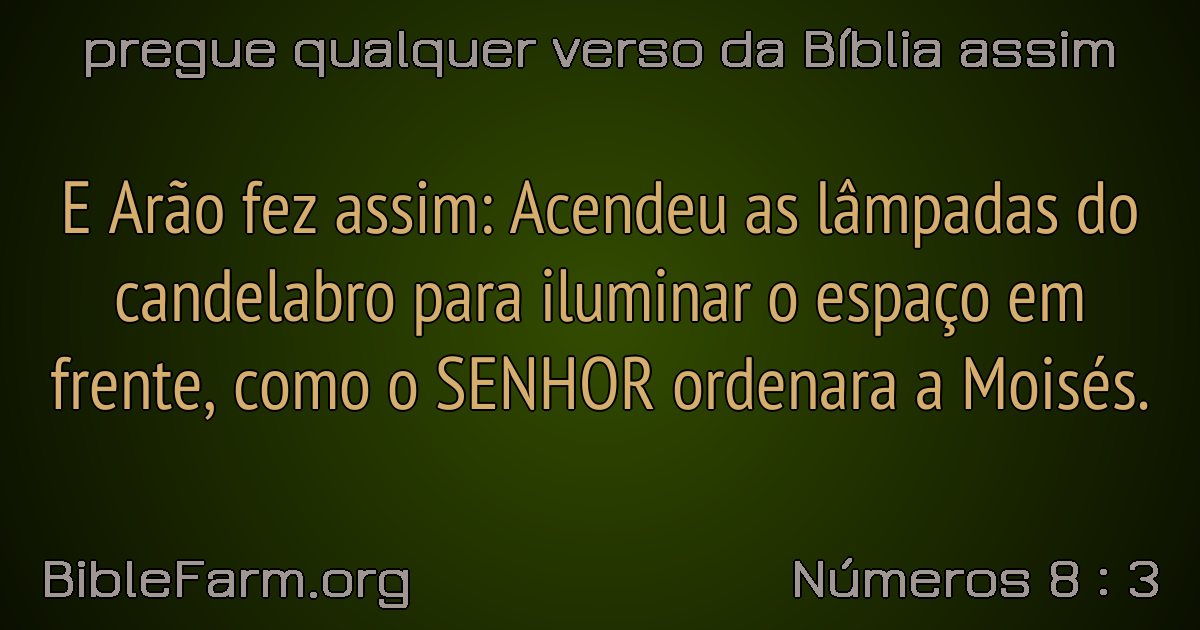 pregue qualquer verso da Bíblia assim
E Arão fez assim: Acendeu as lâmpadas do
candelabro para iluminar o espaço em
frente, como o SENHOR ordenara a Moisés.
BibleFarm.org
Números 8 : 3